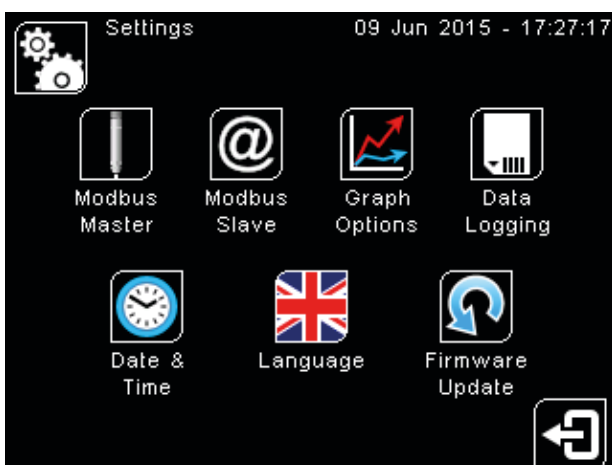 Settings 09 Jun 2015 - 17:27:17
@
Modbus Master
Modbus Slave
Graph Options
Data Logging
Date & Time
Language
Firmware Update